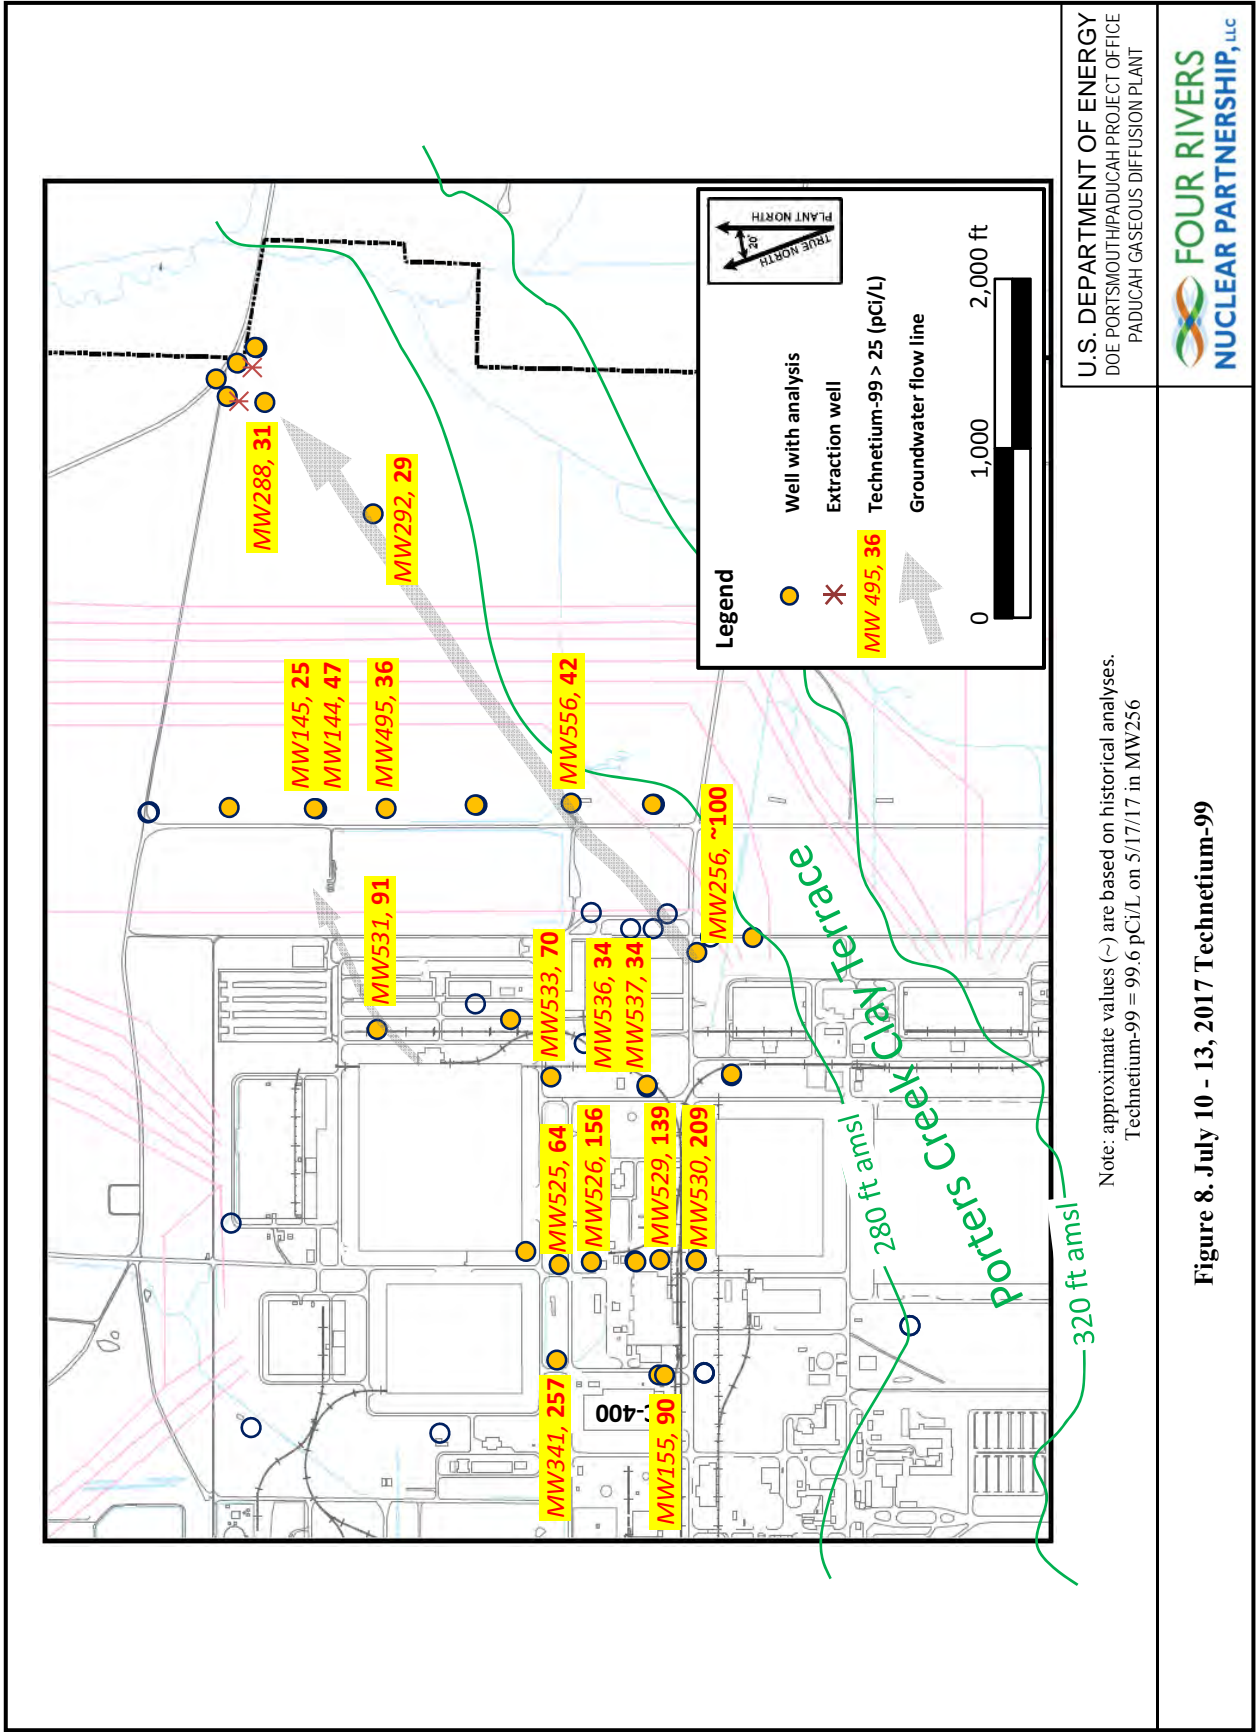 MW288, 31
MW292, 29
MW145, 25
MW144, 47
MW495, 36
MW556, 42
MW531, 91
MW256, ~100
MW533, 70
MW536, 34
MW537, 34
MW525, 64
MW526, 156
MW529, 139
MW530, 209
MW341, 257
C-400
MW155, 90
Porters Creek Clay Terrace
280 ft amsl
320 ft amsl
Legend
Well with analysis
Extraction well
MW 495, 36
Technetium-99 > 25 (pCi/L)
Groundwater flow line
TRUE NORTH
20°
PLANT NORTH
0
1,000
2,000 ft
Note: approximate values (~) are based on historical analyses.
Technetium-99 = 99.6 pCi/L on 5/17/17 in MW256
U.S. DEPARTMENT OF ENERGY
DOE PORTSMOUTH/PADUCAH PROJECT OFFICE
PADUCAH GASEOUS DIFFUSION PLANT
Figure 8. July 10 - 13, 2017 Technetium-99
FOUR RIVERS
NUCLEAR PARTNERSHIP, LLC